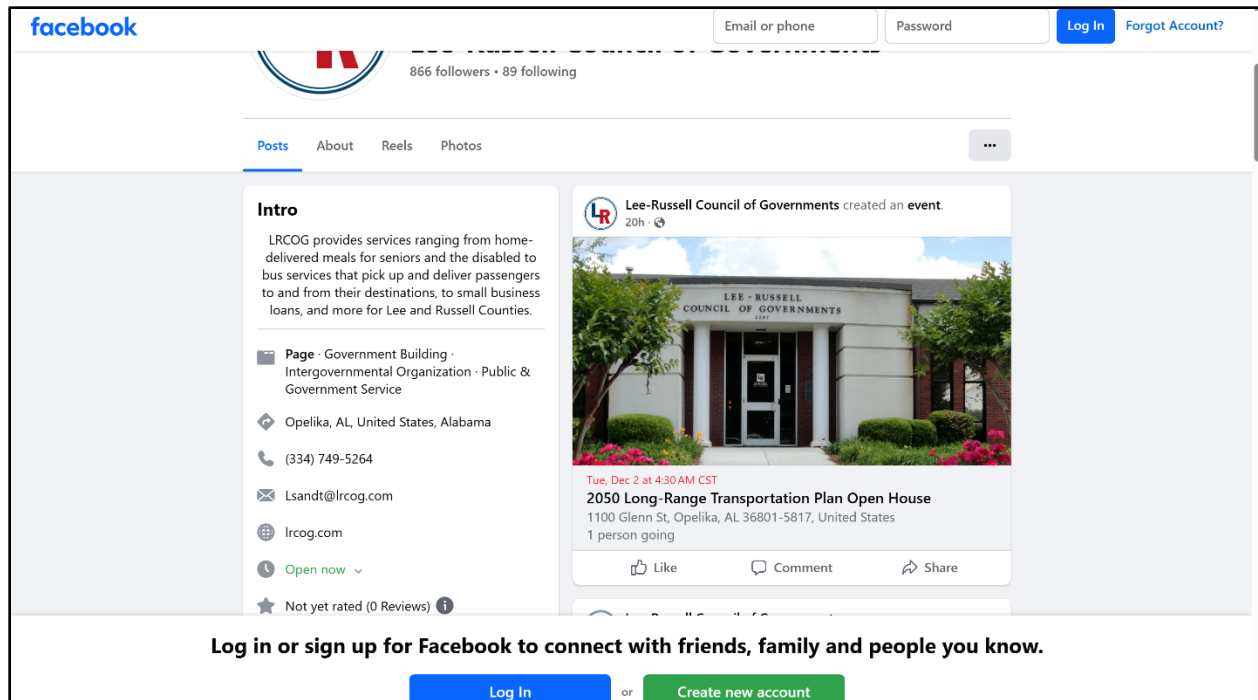 facebook
Email or phone
Password
Log In
Forgot Account?
Lee-Russell Council of Governments
866 followers • 89 following
Posts
About
Reels
Photos
Intro
LRCOG provides services ranging from home-
delivered meals for seniors and the disabled to
bus services that pick up and deliver passengers
to and from their destinations, to small business
loans, and more for Lee and Russell Counties.
Page · Government Building ·
Intergovernmental Organization · Public &
Government Service
Opelika, AL, United States, Alabama
(334) 749-5264
Lsandt@lrcog.com
lrcog.com
Open now
Not yet rated (0 Reviews)
LR
Lee-Russell Council of Governments created an event.
20h ·
LEE - RUSSELL
COUNCIL OF GOVERNMENTS
Tue, Dec 2 at 4:30 AM CST
2050 Long-Range Transportation Plan Open House
1100 Glenn St, Opelika, AL 36801-5817, United States
1 person going
Like
Comment
Share
Log in or sign up for Facebook to connect with friends, family and people you know.
Log In
or
Create new account